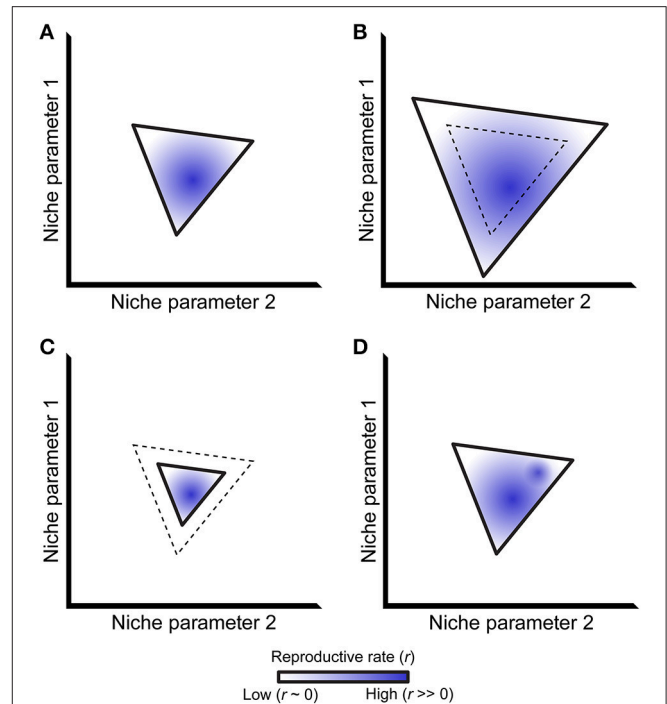 A
Niche parameter 1
Niche parameter 2
B
Niche parameter 1
Niche parameter 2
C
Niche parameter 1
Niche parameter 2
D
Niche parameter 1
Niche parameter 2
Reproductive rate (r)
Low (r ~ 0) High (r >> 0)